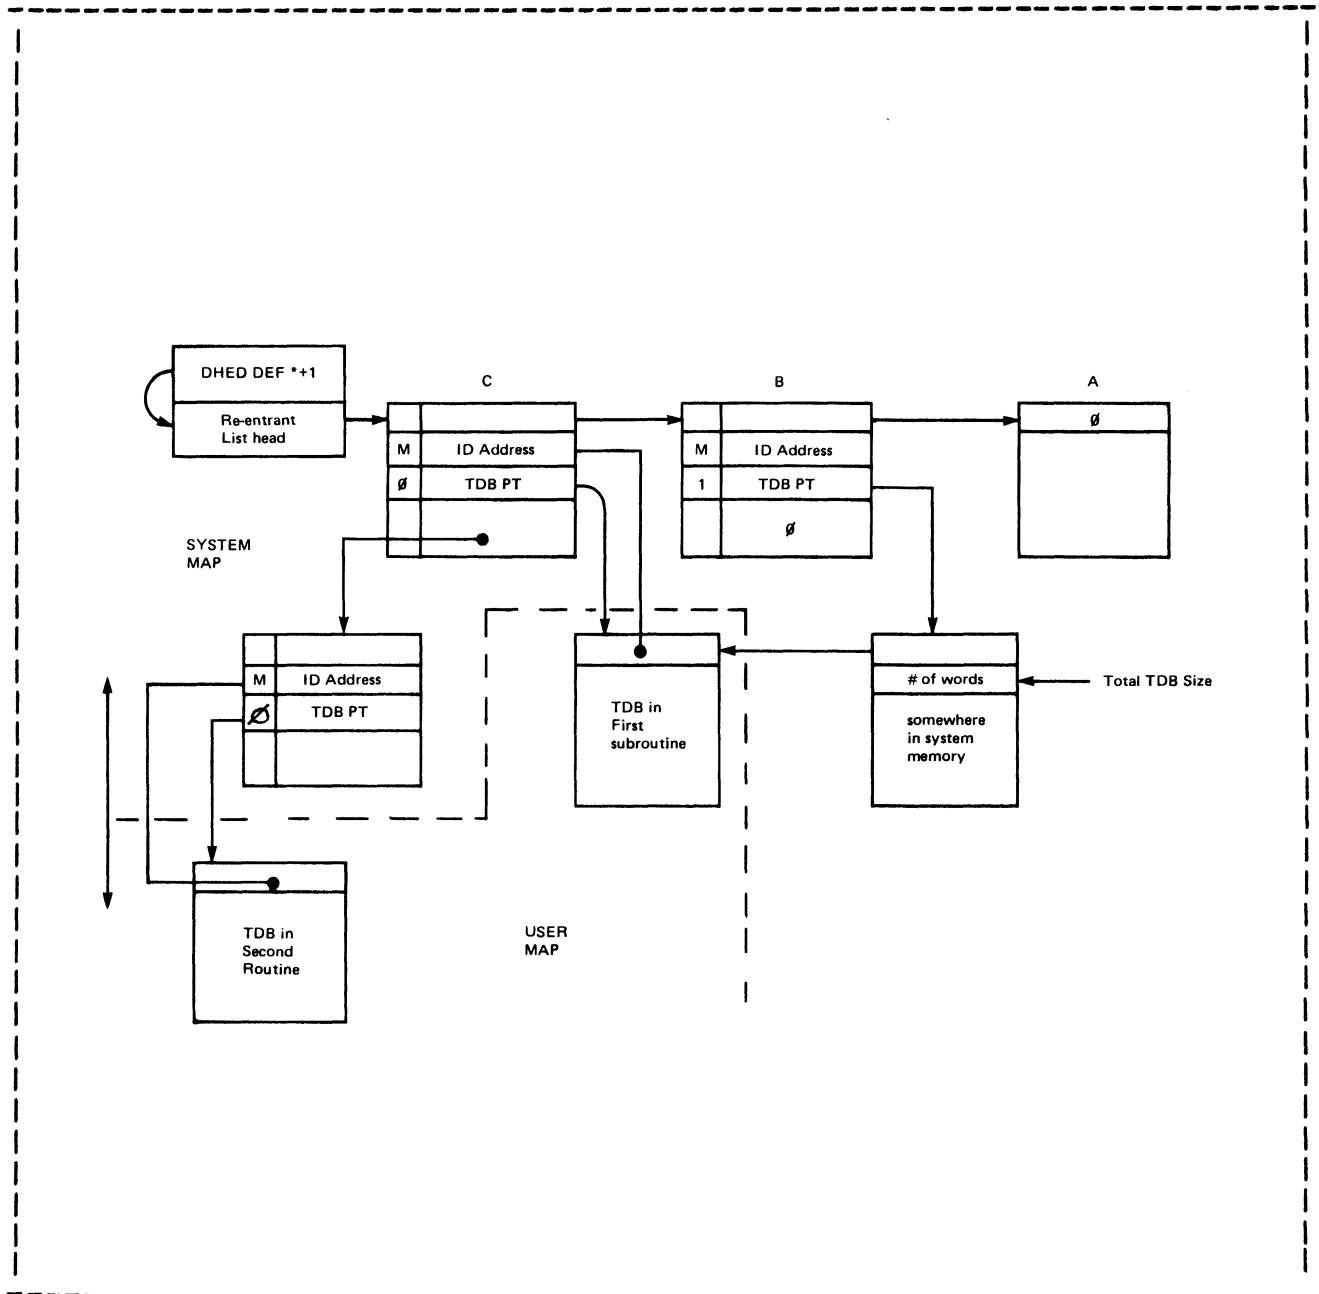 DHED DEF *+1
Re-entrant
List head
C
B
A
M
ID Address
Ø
TDB PT
M
ID Address
1
TDB PT
Ø
Ø
SYSTEM
MAP
M
ID Address
Ø
TDB PT
TDB in
First
subroutine
# of words
somewhere
in system
memory
Total TDB Size
TDB in
Second
Routine
USER
MAP